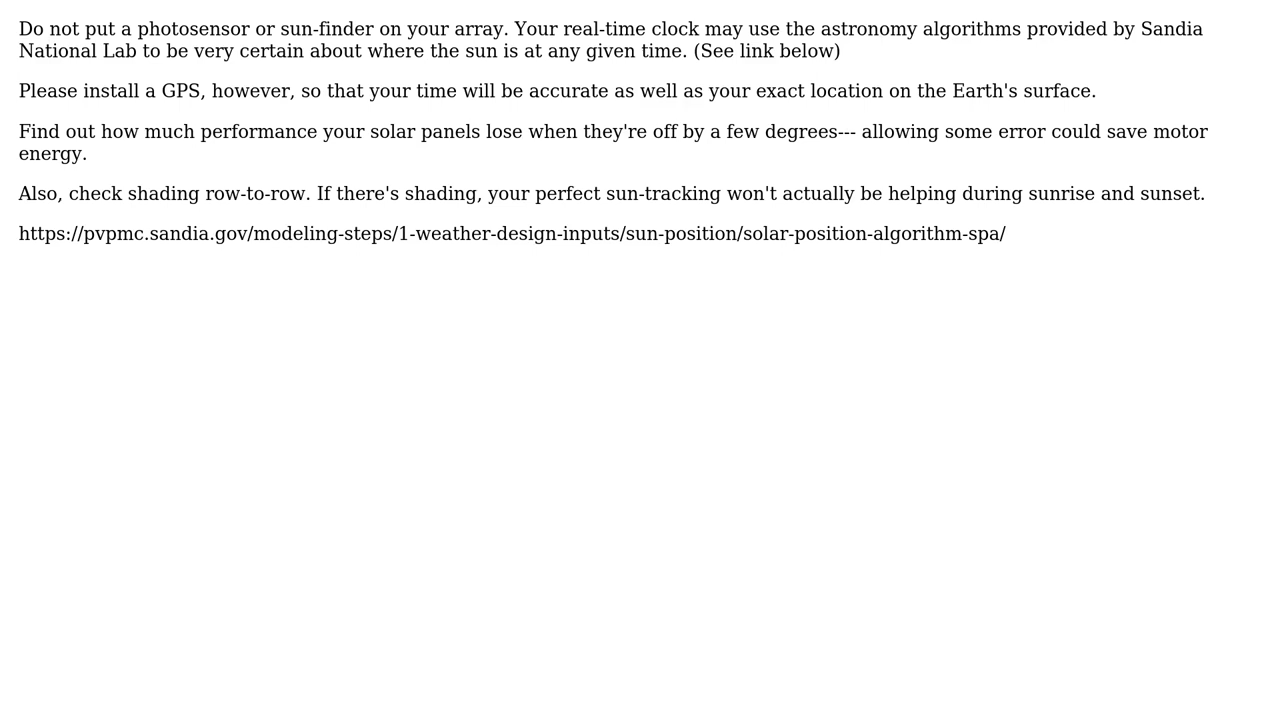 Do not put a photosensor or sun-finder on your array. Your real-time clock may use the astronomy algorithms provided by Sandia
National Lab to be very certain about where the sun is at any given time. (See link below)
Please install a GPS, however, so that your time will be accurate as well as your exact location on the Earth's surface.
Find out how much performance your solar panels lose when they're off by a few degrees--- allowing some error could save motor
energy.
Also, check shading row-to-row. If there's shading, your perfect sun-tracking won't actually be helping during sunrise and sunset.
https://pvpmc.sandia.gov/modeling-steps/1-weather-design-inputs/sun-position/solar-position-algorithm-spa/